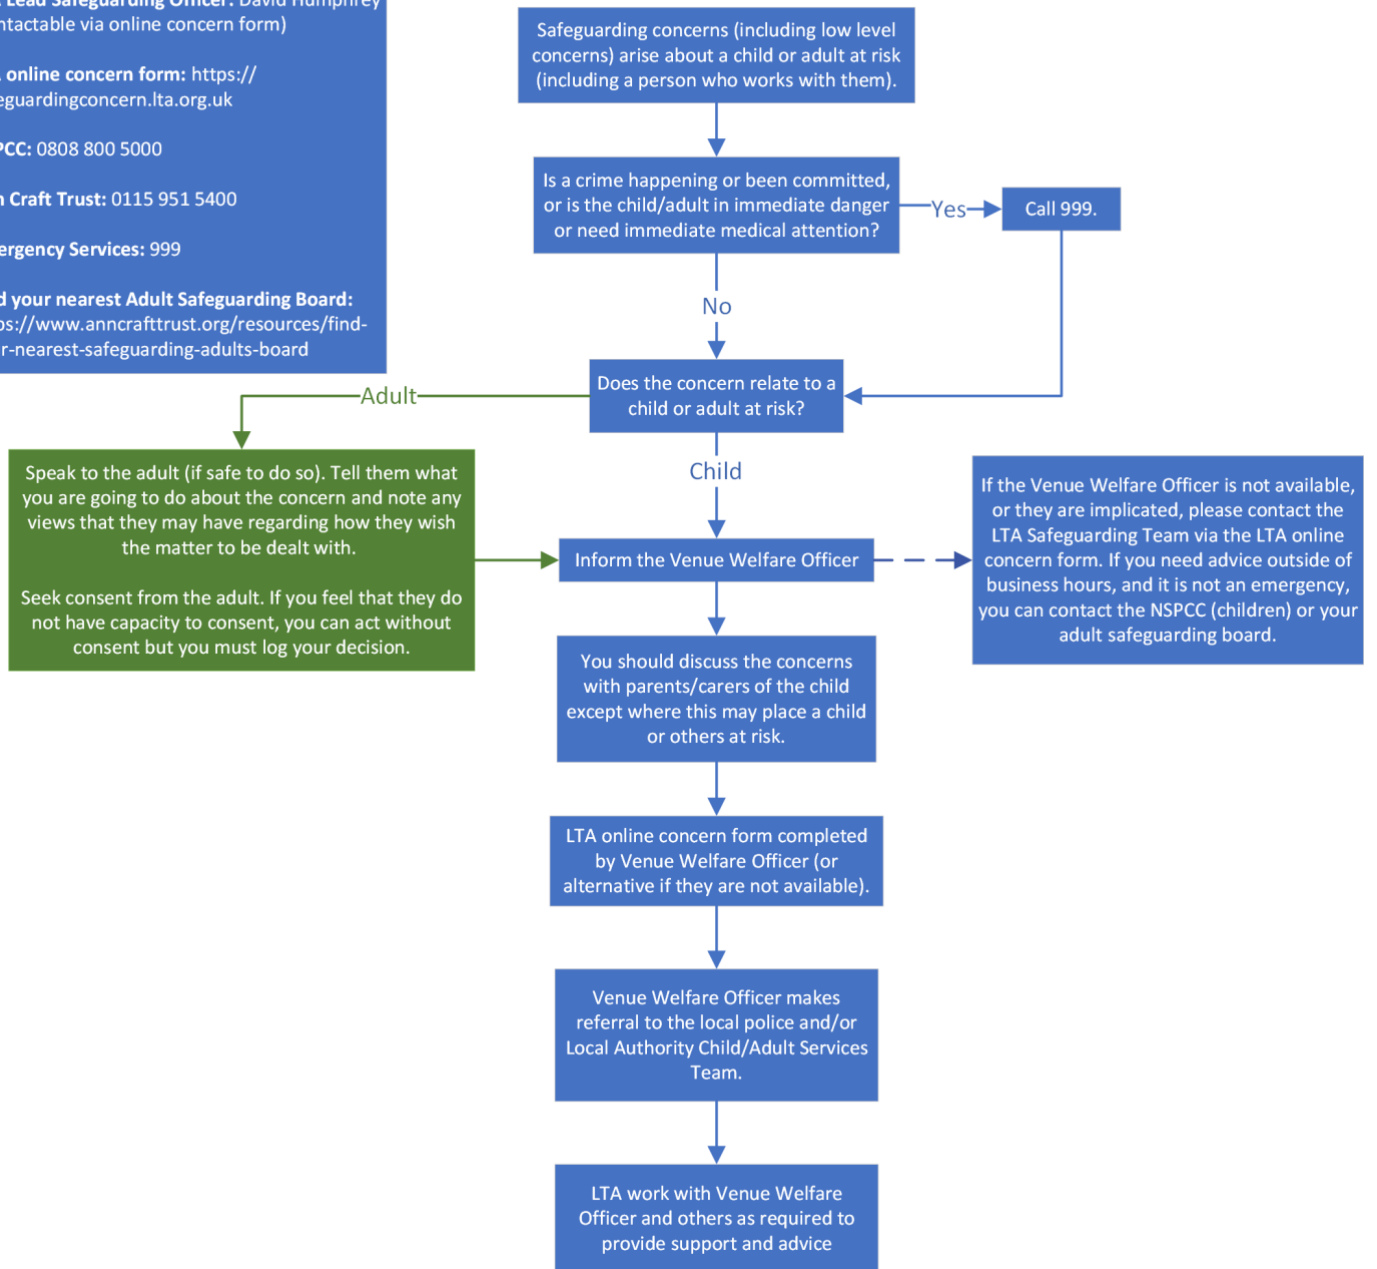 Lead Safeguarding Officer: David Humphrey
ntactable via online concern form)
online concern form: https://
eguardingconcern.lta.org.uk
PCC: 0808 800 5000
n Craft Trust: 0115 951 5400
ergency Services: 999
d your nearest Adult Safeguarding Board:
ps://www.anncrafttrust.org/resources/find-
r-nearest-safeguarding-adults-board
Safeguarding concerns (including low level
concerns) arise about a child or adult at risk
(including a person who works with them).
Is a crime happening or been committed,
or is the child/adult in immediate danger
or need immediate medical attention?
Yes
Call 999.
No
Does the concern relate to a
child or adult at risk?
Adult
Child
Speak to the adult (if safe to do so). Tell them what
you are going to do about the concern and note any
views that they may have regarding how they wish
the matter to be dealt with.
Seek consent from the adult. If you feel that they do
not have capacity to consent, you can act without
consent but you must log your decision.
Inform the Venue Welfare Officer
If the Venue Welfare Officer is not available,
or they are implicated, please contact the
LTA Safeguarding Team via the LTA online
concern form. If you need advice outside of
business hours, and it is not an emergency,
you can contact the NSPCC (children) or your
adult safeguarding board.
You should discuss the concerns
with parents/carers of the child
except where this may place a child
or others at risk.
LTA online concern form completed
by Venue Welfare Officer (or
alternative if they are not available).
Venue Welfare Officer makes
referral to the local police and/or
Local Authority Child/Adult Services
Team.
LTA work with Venue Welfare
Officer and others as required to
provide support and advice